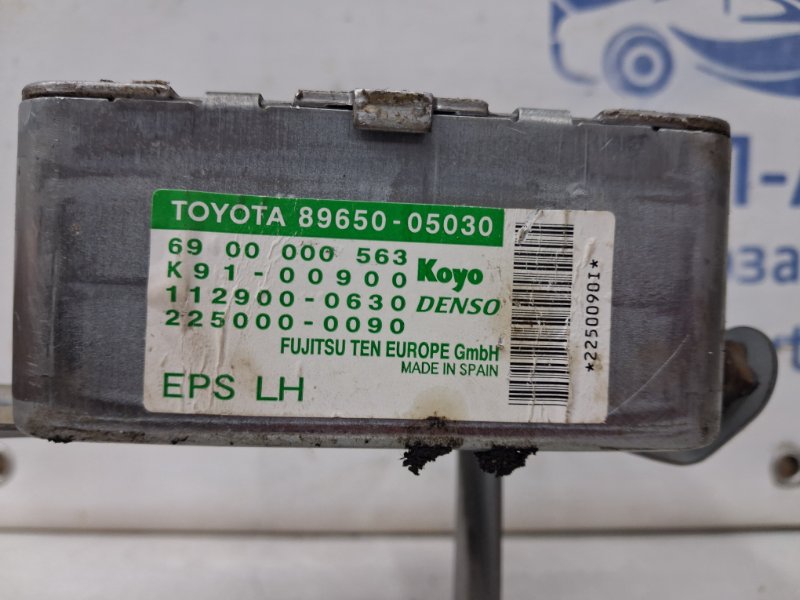 TOYOTA 89650-05030
69 00 000 563
K91-00900 Koyo
112900-0630 DENSO
225000-0090
FUJITSU TEN EUROPE GmbH
MADE IN SPAIN
EPS LH
*2250090I*